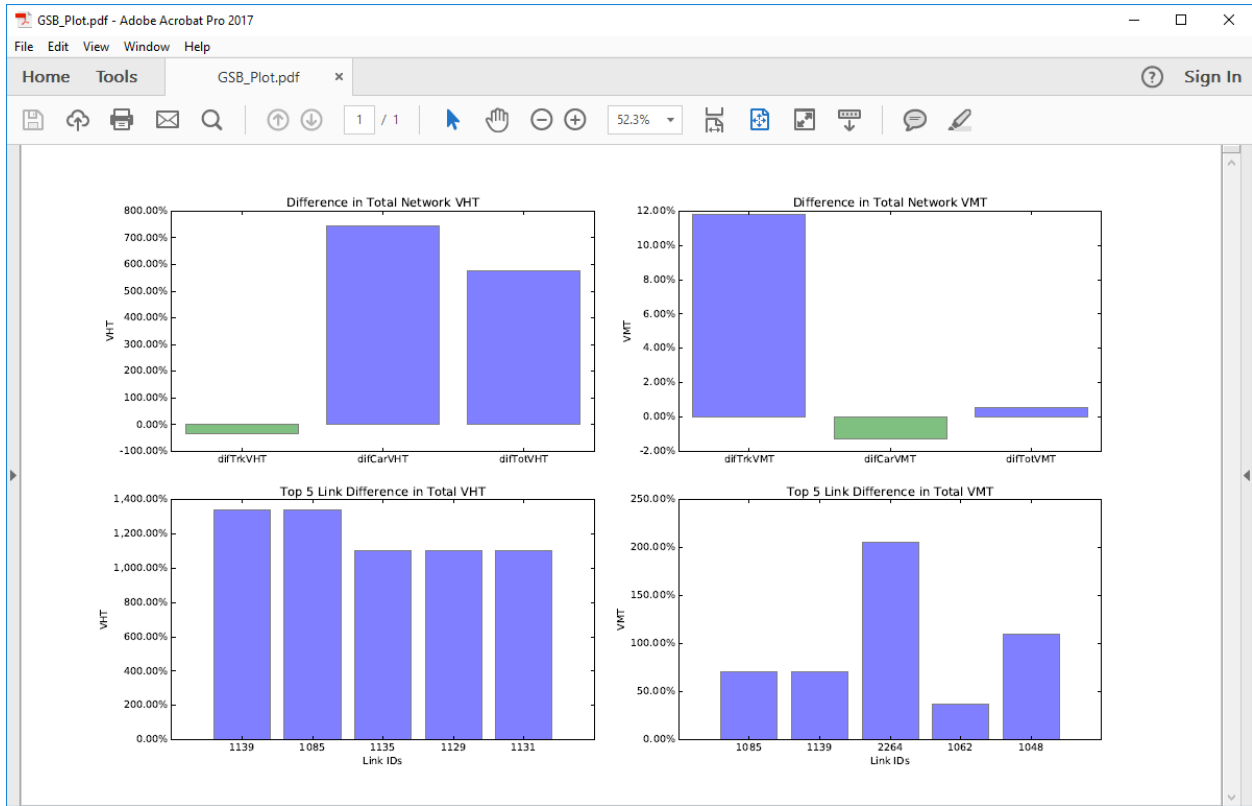 GSB_Plot.pdf - Adobe Acrobat Pro 2017
File Edit View Window Help
Home Tools GSB_Plot.pdf × ? Sign In
1 / 1 52.3%
Difference in Total Network VHT
800.00%
700.00%
600.00%
500.00%
400.00%
300.00%
200.00%
100.00%
0.00%
-100.00%
VHT
difTrkVHT difCarVHT difTotVHT
Difference in Total Network VMT
12.00%
10.00%
8.00%
6.00%
4.00%
2.00%
0.00%
-2.00%
VMT
difTrkVMT difCarVMT difTotVMT
Top 5 Link Difference in Total VHT
1,400.00%
1,200.00%
1,000.00%
800.00%
600.00%
400.00%
200.00%
0.00%
VHT
1139 1085 1135 1129 1131
Link IDs
Top 5 Link Difference in Total VMT
250.00%
200.00%
150.00%
100.00%
50.00%
0.00%
VMT
1085 1139 2264 1062 1048
Link IDs